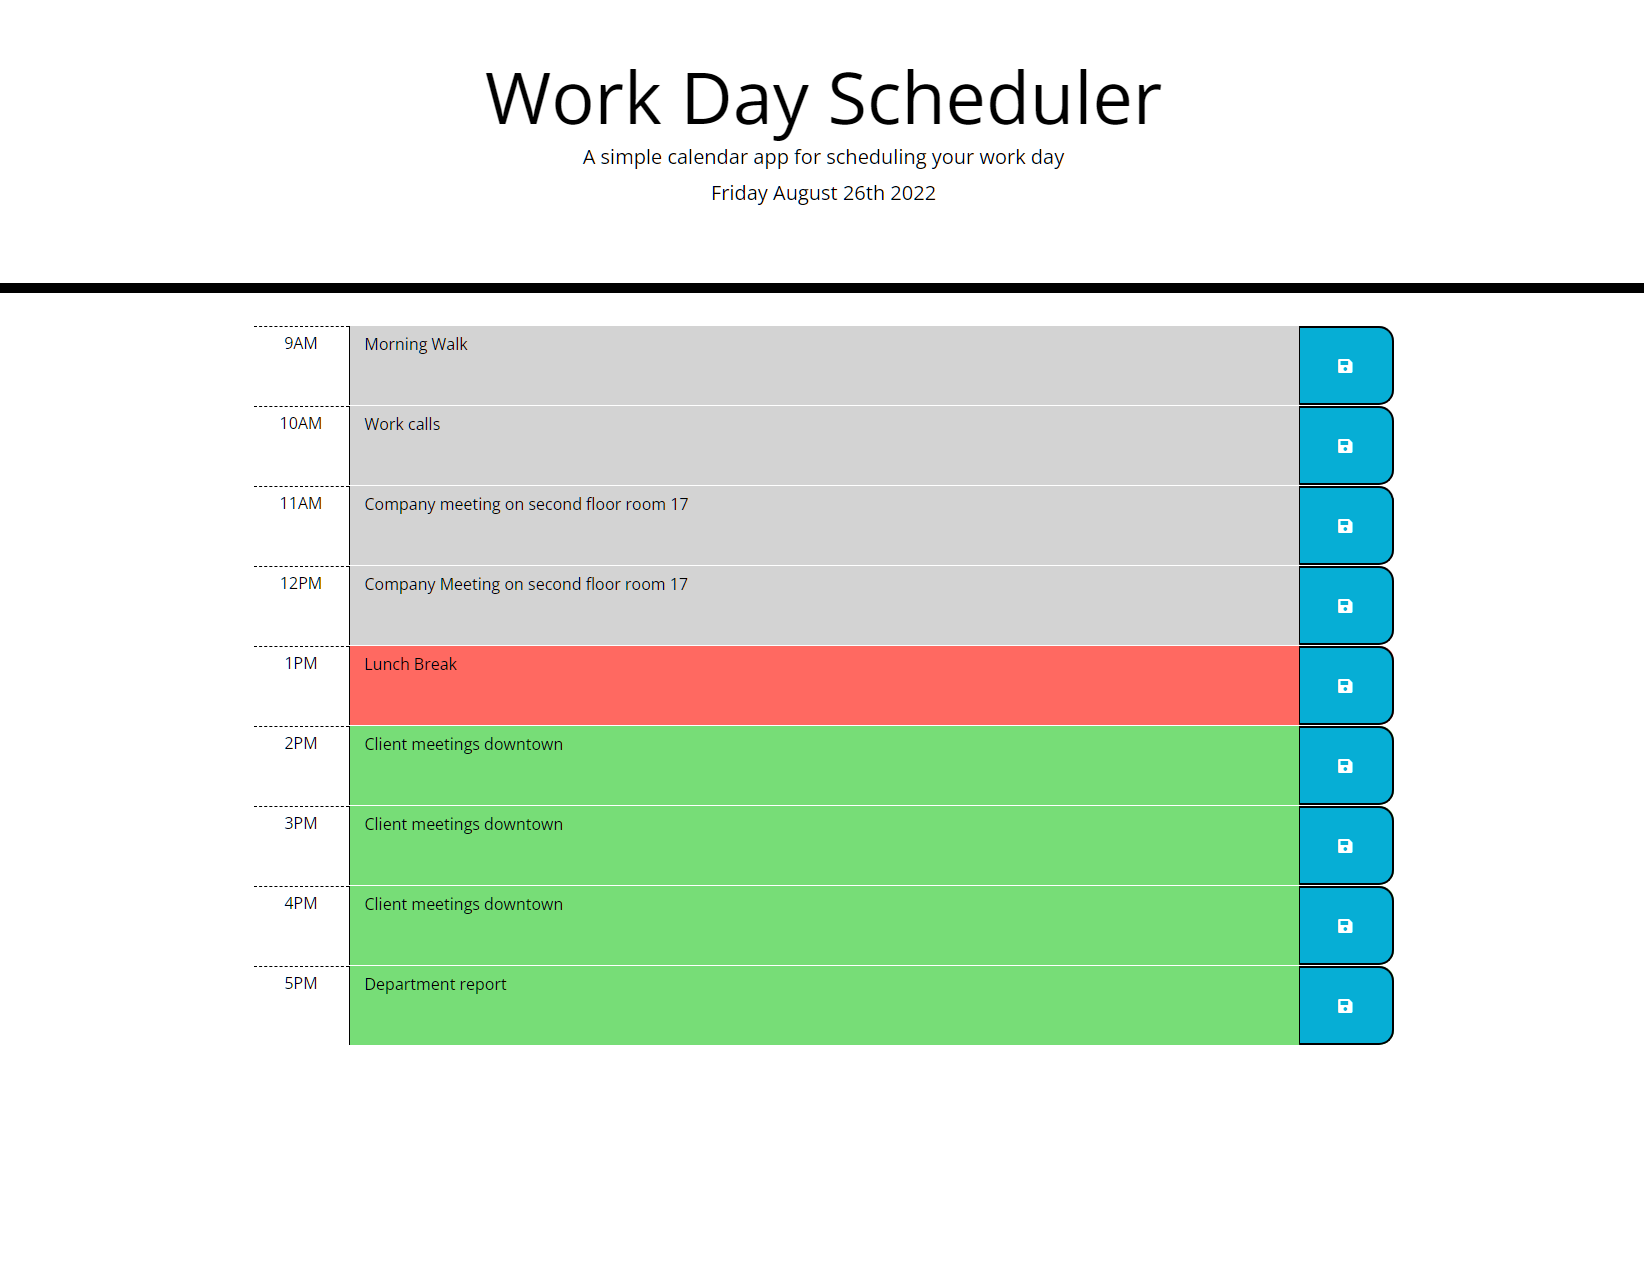 Work Day Scheduler
A simple calendar app for scheduling your work day
Friday August 26th 2022
9AM Morning Walk
10AM Work calls
11AM Company meeting on second floor room 17
12PM Company Meeting on second floor room 17
1PM Lunch Break
2PM Client meetings downtown
3PM Client meetings downtown
4PM Client meetings downtown
5PM Department report